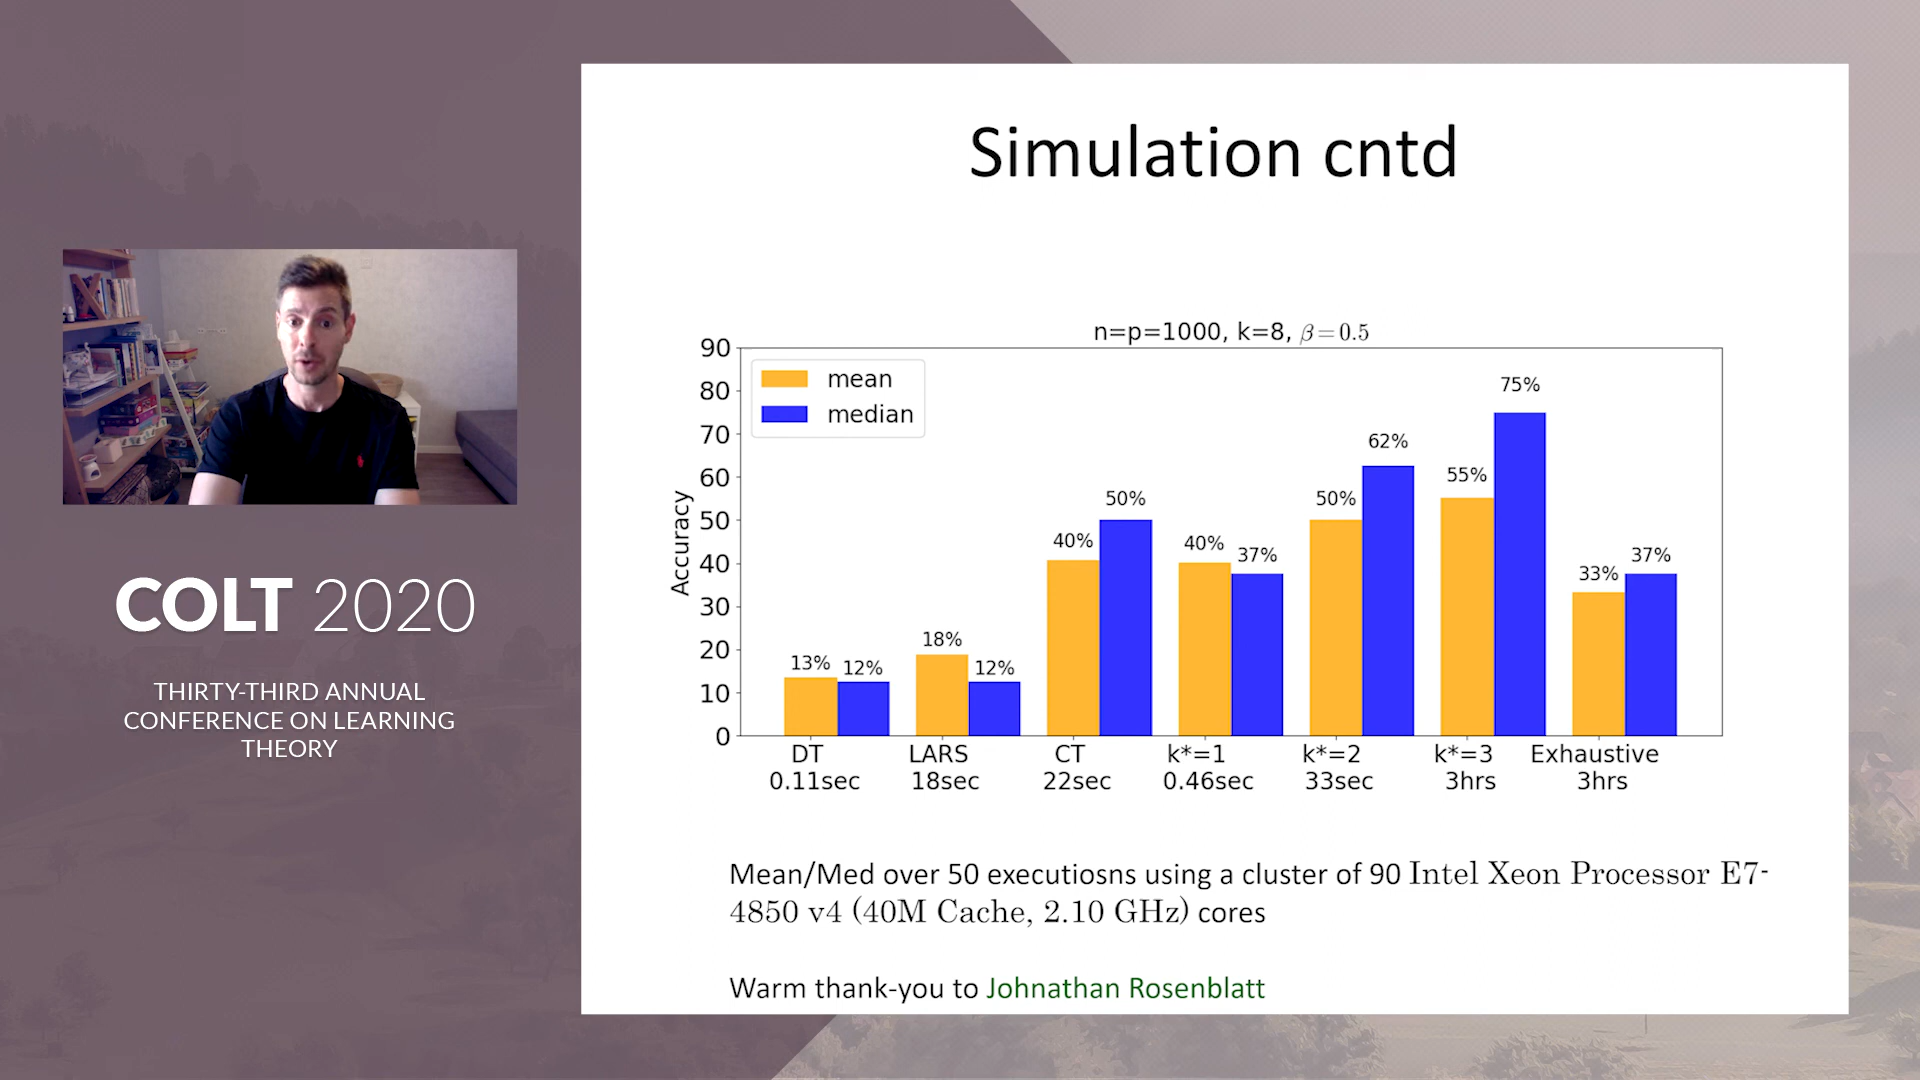 COLT 2020
THIRTY-THIRD ANNUAL
CONFERENCE ON LEARNING
THEORY
Simulation cntd
n=p=1000, k=8, β=0.5
mean
median
Accuracy
90
80
70
60
50
40
30
20
10
0
13% 12% 18% 12% 40% 50% 40% 37% 50% 62% 55% 75% 33% 37%
DT LARS CT k*=1 k*=2 k*=3 Exhaustive
0.11sec 18sec 22sec 0.46sec 33sec 3hrs 3hrs
Mean/Med over 50 executiosns using a cluster of 90 Intel Xeon Processor E7-
4850 v4 (40M Cache, 2.10 GHz) cores
Warm thank-you to Johnathan Rosenblatt